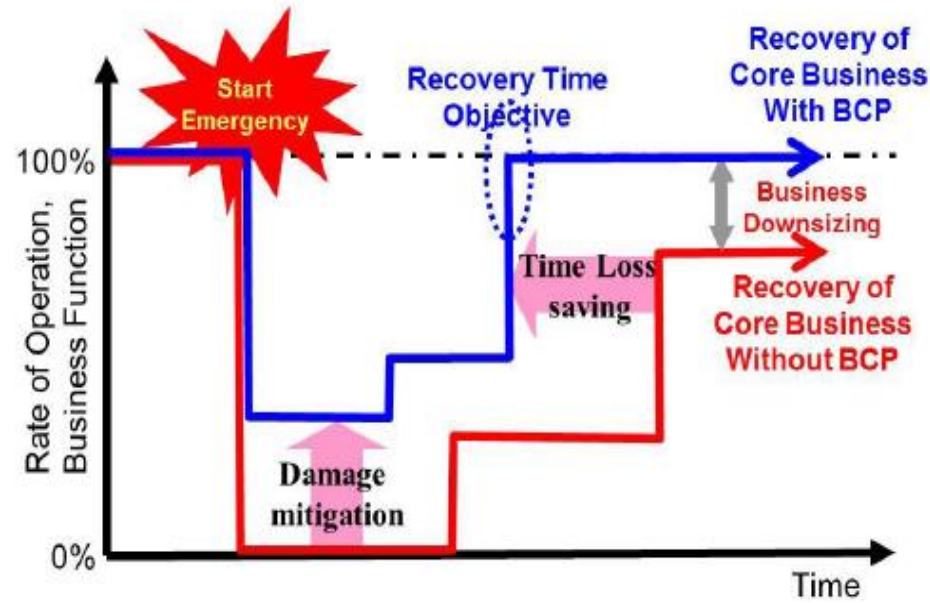 Start
Emergency
Recovery Time
Objective
Recovery of
Core Business
With BCP
100%
Business
Downsizing
Time Loss
saving
Recovery of
Core Business
Without BCP
Rate of Operation,
Business Function
Damage
mitigation
0%
Time